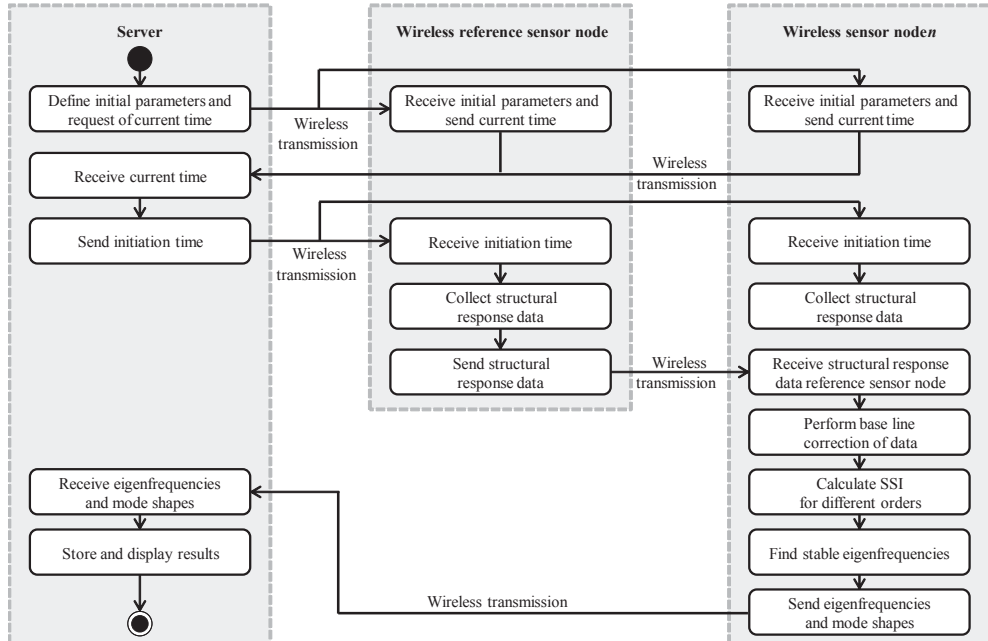 Server
Wireless reference sensor node
Wireless sensor node n
Define initial parameters and
request of current time
Wireless
transmission
Receive initial parameters and
send current time
Receive initial parameters and
send current time
Receive current time
Wireless
transmission
Send initiation time
Wireless
transmission
Receive initiation time
Receive initiation time
Collect structural
response data
Collect structural
response data
Send structural
response data
Wireless
transmission
Receive structural response
data reference sensor node
Perform base line
correction of data
Receive eigenfrequencies
and mode shapes
Calculate SSI
for different orders
Store and display results
Find stable eigenfrequencies
Wireless transmission
Send eigenfrequencies
and mode shapes